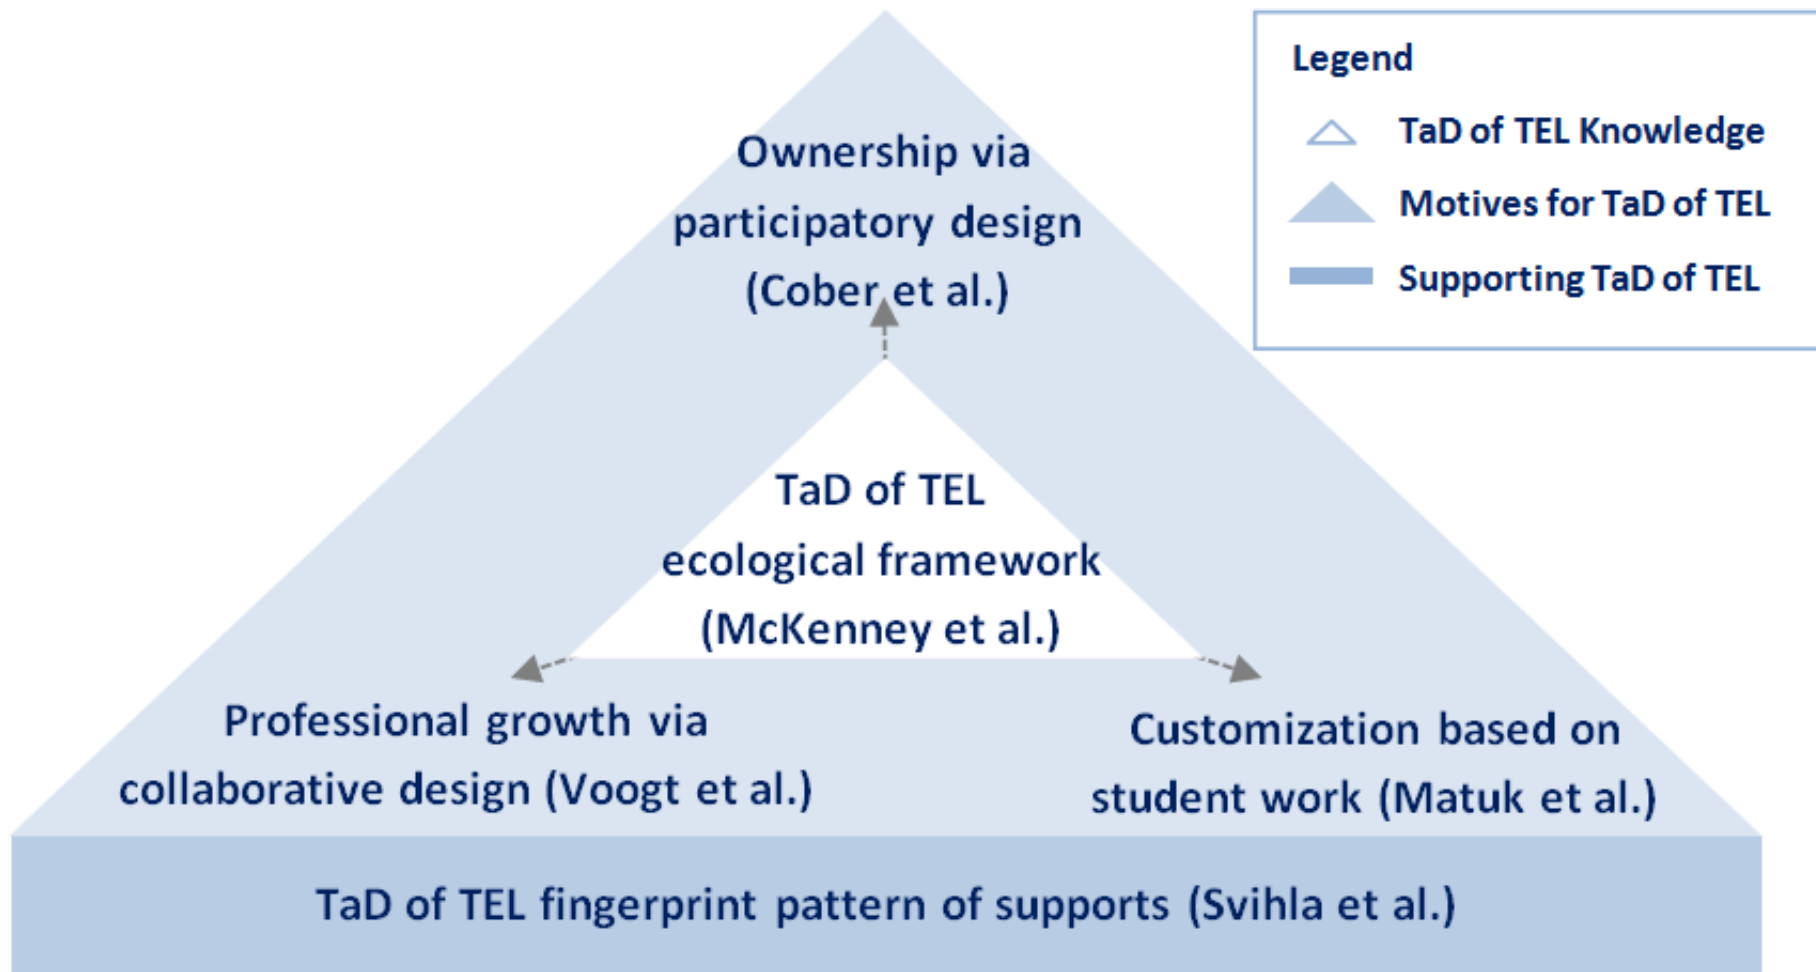 Legend
TaD of TEL Knowledge
Motives for TaD of TEL
Supporting TaD of TEL
Ownership via
participatory design
(Cober et al.)
TaD of TEL
ecological framework
(McKenney et al.)
Professional growth via
collaborative design (Voogt et al.)
Customization based on
student work (Matuk et al.)
TaD of TEL fingerprint pattern of supports (Svihla et al.)